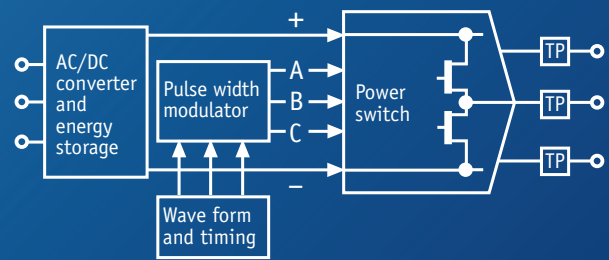 +
AC/DC
converter
and
energy
storage
Pulse width
modulator
A
B
C
Power
switch
TP
TP
TP
−
Wave form
and timing